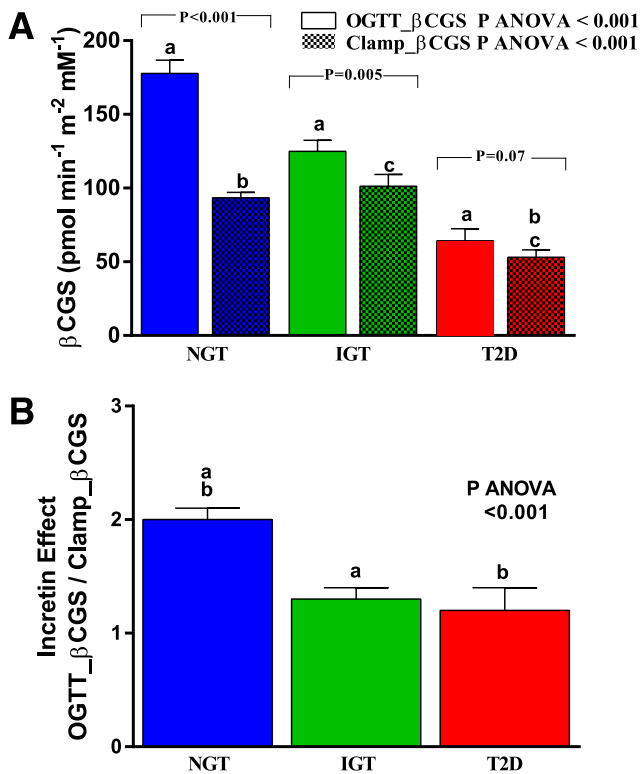 A
OGTT_βCGS P ANOVA < 0.001
Clamp_βCGS P ANOVA < 0.001
P<0.001
P=0.005
P=0.07
βCGS (pmol min⁻¹ m⁻² mM⁻¹)
200
150
100
50
0
a
b
a
c
a
b
c
NGT IGT T2D
B
Incretin Effect
OGTT_βCGS / Clamp_βCGS
3
2
1
0
a
b
a
b
P ANOVA
<0.001
NGT IGT T2D